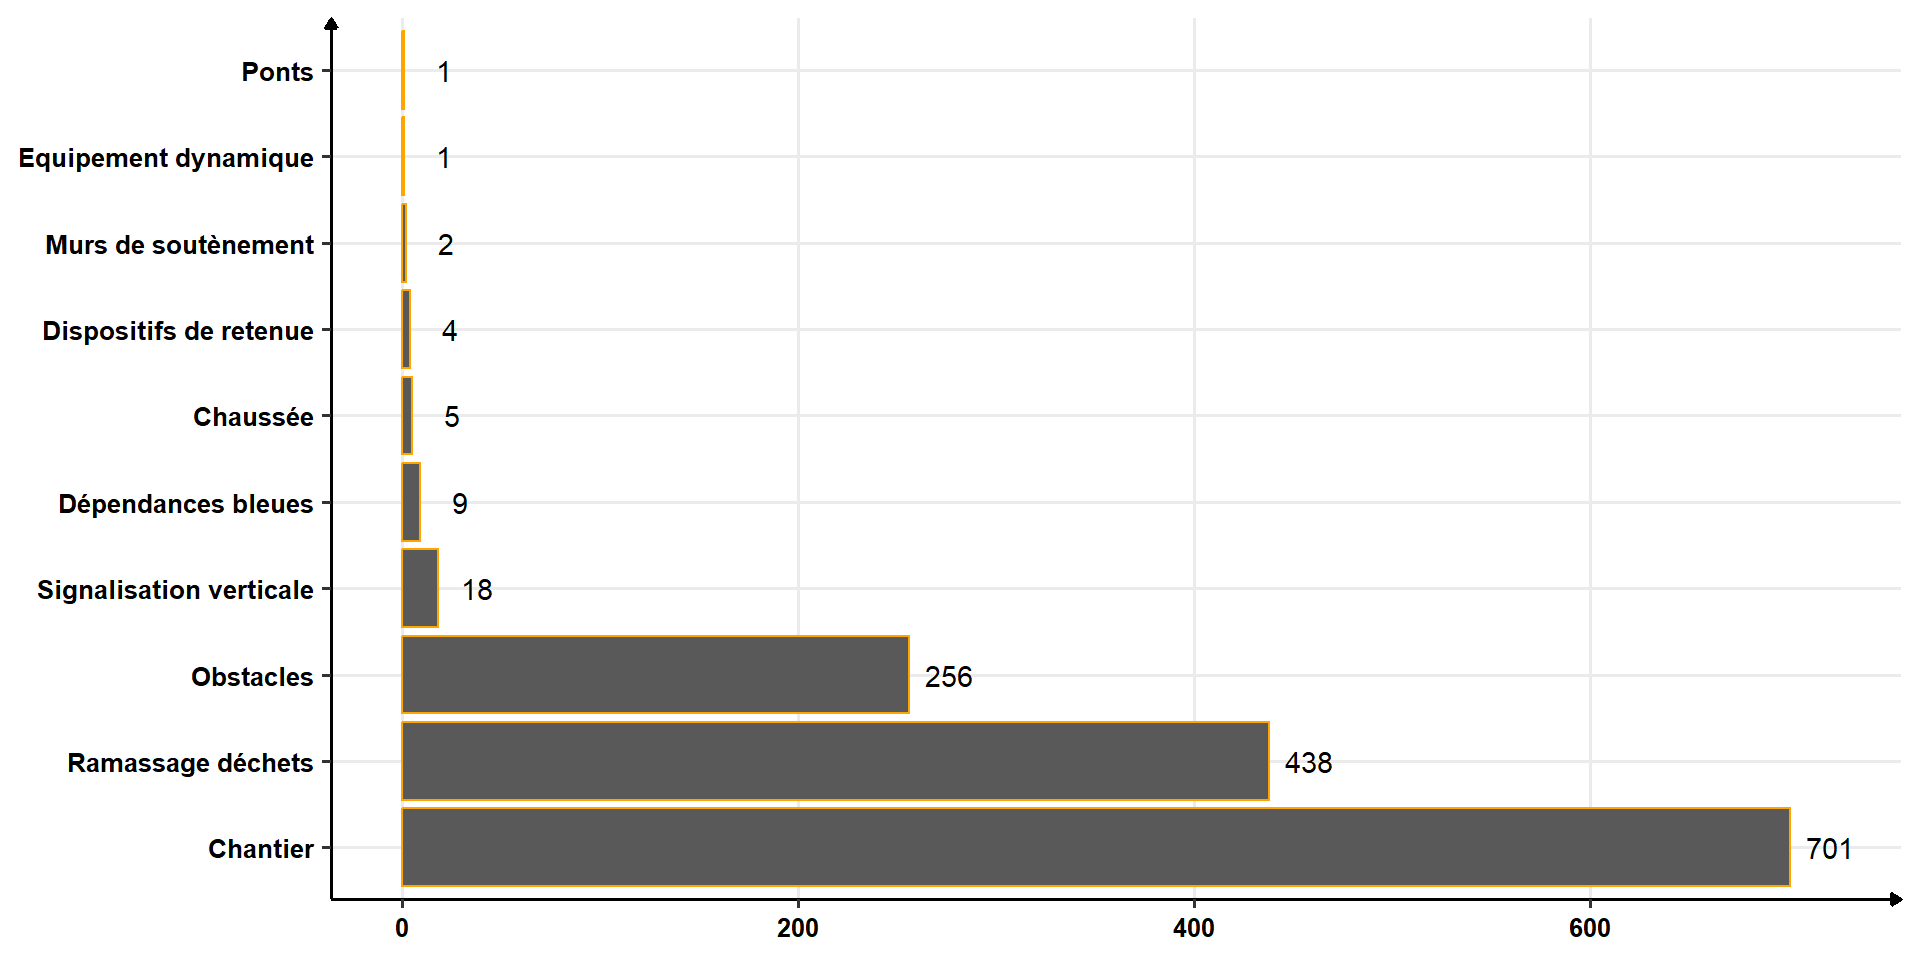 Ponts 1
Equipement dynamique 1
Murs de soutènement 2
Dispositifs de retenue 4
Chaussée 5
Dépendances bleues 9
Signalisation verticale 18
Obstacles 256
Ramassage déchets 438
Chantier 701
0 200 400 600